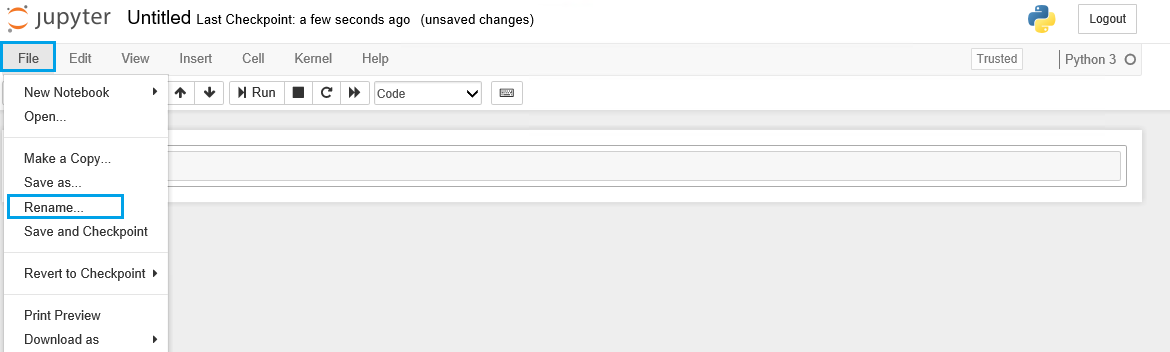 jupyter Untitled Last Checkpoint: a few seconds ago (unsaved changes) Logout
File Edit View Insert Cell Kernel Help Trusted Python 3
Run Code
New Notebook
Open...
Make a Copy...
Save as...
Rename...
Save and Checkpoint
Revert to Checkpoint
Print Preview
Download as